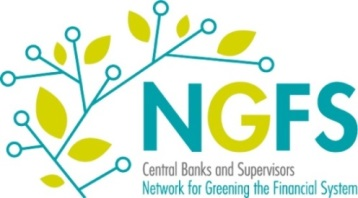 NGFS
Central Banks and Supervisors
Network for Greening the Financial System